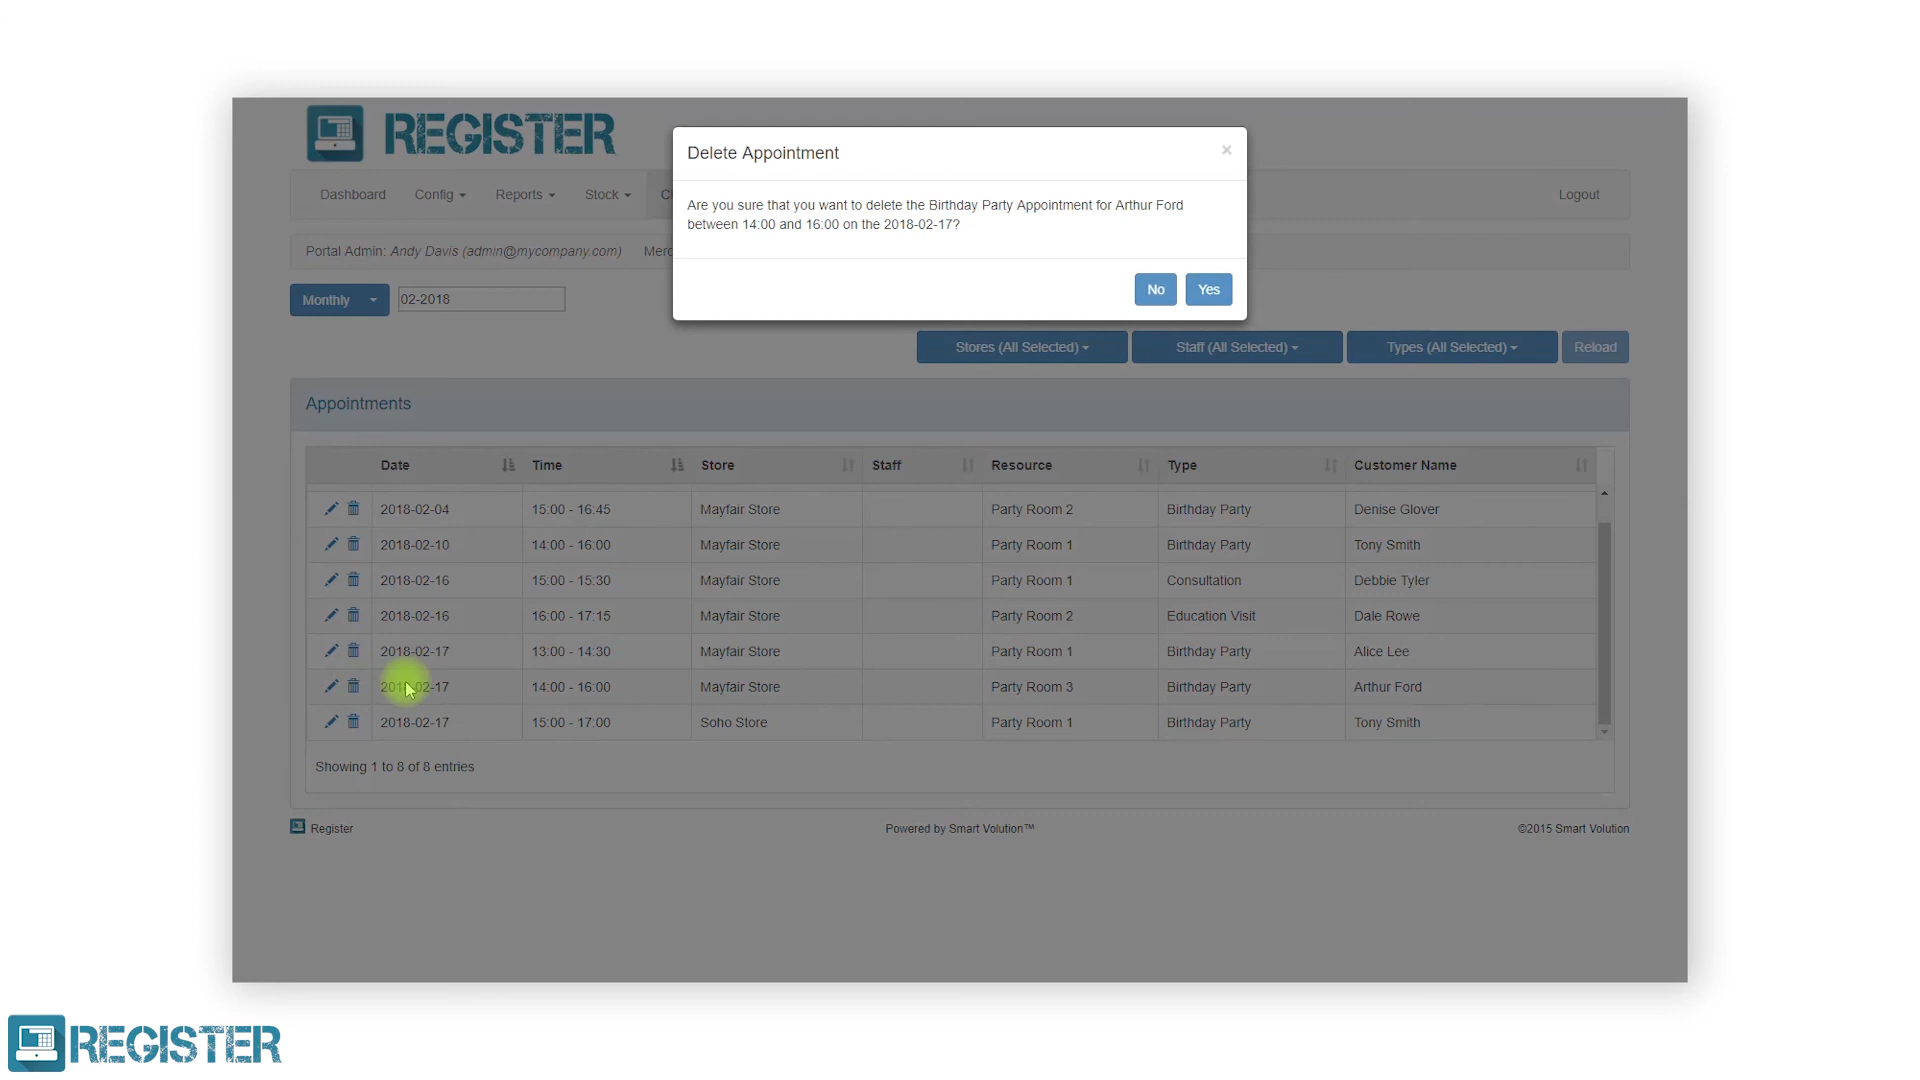 REGISTER
Dashboard Config Reports Stock Logout
Portal Admin: Andy Davis (admin@mycompany.com)
Delete Appointment ×
Are you sure that you want to delete the Birthday Party Appointment for Arthur Ford
between 14:00 and 16:00 on the 2018-02-17?
No Yes
Monthly 02-2018
Stores (All Selected) Staff (All Selected) Types (All Selected) Reload
Appointments
Date Time Store Staff Resource Type Customer Name
2018-02-04 15:00 - 16:45 Mayfair Store Party Room 2 Birthday Party Denise Glover
2018-02-10 14:00 - 16:00 Mayfair Store Party Room 1 Birthday Party Tony Smith
2018-02-16 15:00 - 15:30 Mayfair Store Party Room 1 Consultation Debbie Tyler
2018-02-16 16:00 - 17:15 Mayfair Store Party Room 2 Education Visit Dale Rowe
2018-02-17 13:00 - 14:30 Mayfair Store Party Room 1 Birthday Party Alice Lee
2018-02-17 14:00 - 16:00 Mayfair Store Party Room 3 Birthday Party Arthur Ford
2018-02-17 15:00 - 17:00 Soho Store Party Room 1 Birthday Party Tony Smith
Showing 1 to 8 of 8 entries
Register Powered by Smart Volution™ ©2015 Smart Volution
REGISTER